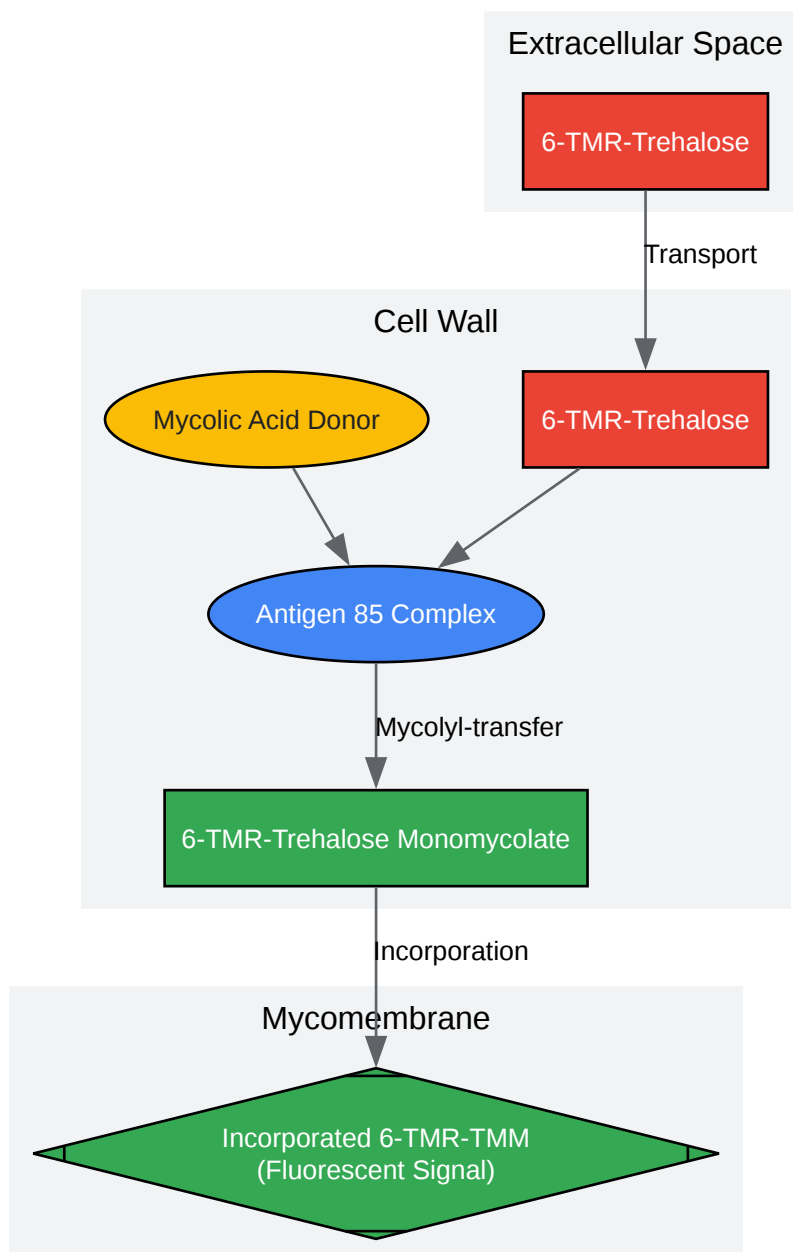 Extracellular Space
6-TMR-Trehalose
Transport
Cell Wall
Mycolic Acid Donor
6-TMR-Trehalose
Antigen 85 Complex
Mycolyl-transfer
6-TMR-Trehalose Monomycolate
Incorporation
Mycomembrane
Incorporated 6-TMR-TMM
(Fluorescent Signal)